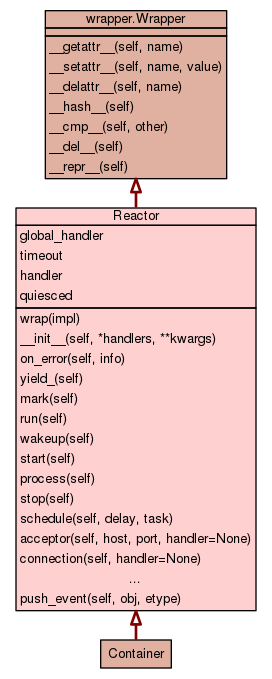 wrapper.Wrapper
__getattr__(self, name)
__setattr__(self, name, value)
__delattr__(self, name)
__hash__(self)
__cmp__(self, other)
__del__(self)
__repr__(self)
Reactor
global_handler
timeout
handler
quiesced
wrap(impl)
__init__(self, *handlers, **kwargs)
on_error(self, info)
yield_(self)
mark(self)
run(self)
wakeup(self)
start(self)
process(self)
stop(self)
schedule(self, delay, task)
acceptor(self, host, port, handler=None)
connection(self, handler=None)
...
push_event(self, obj, etype)
Container